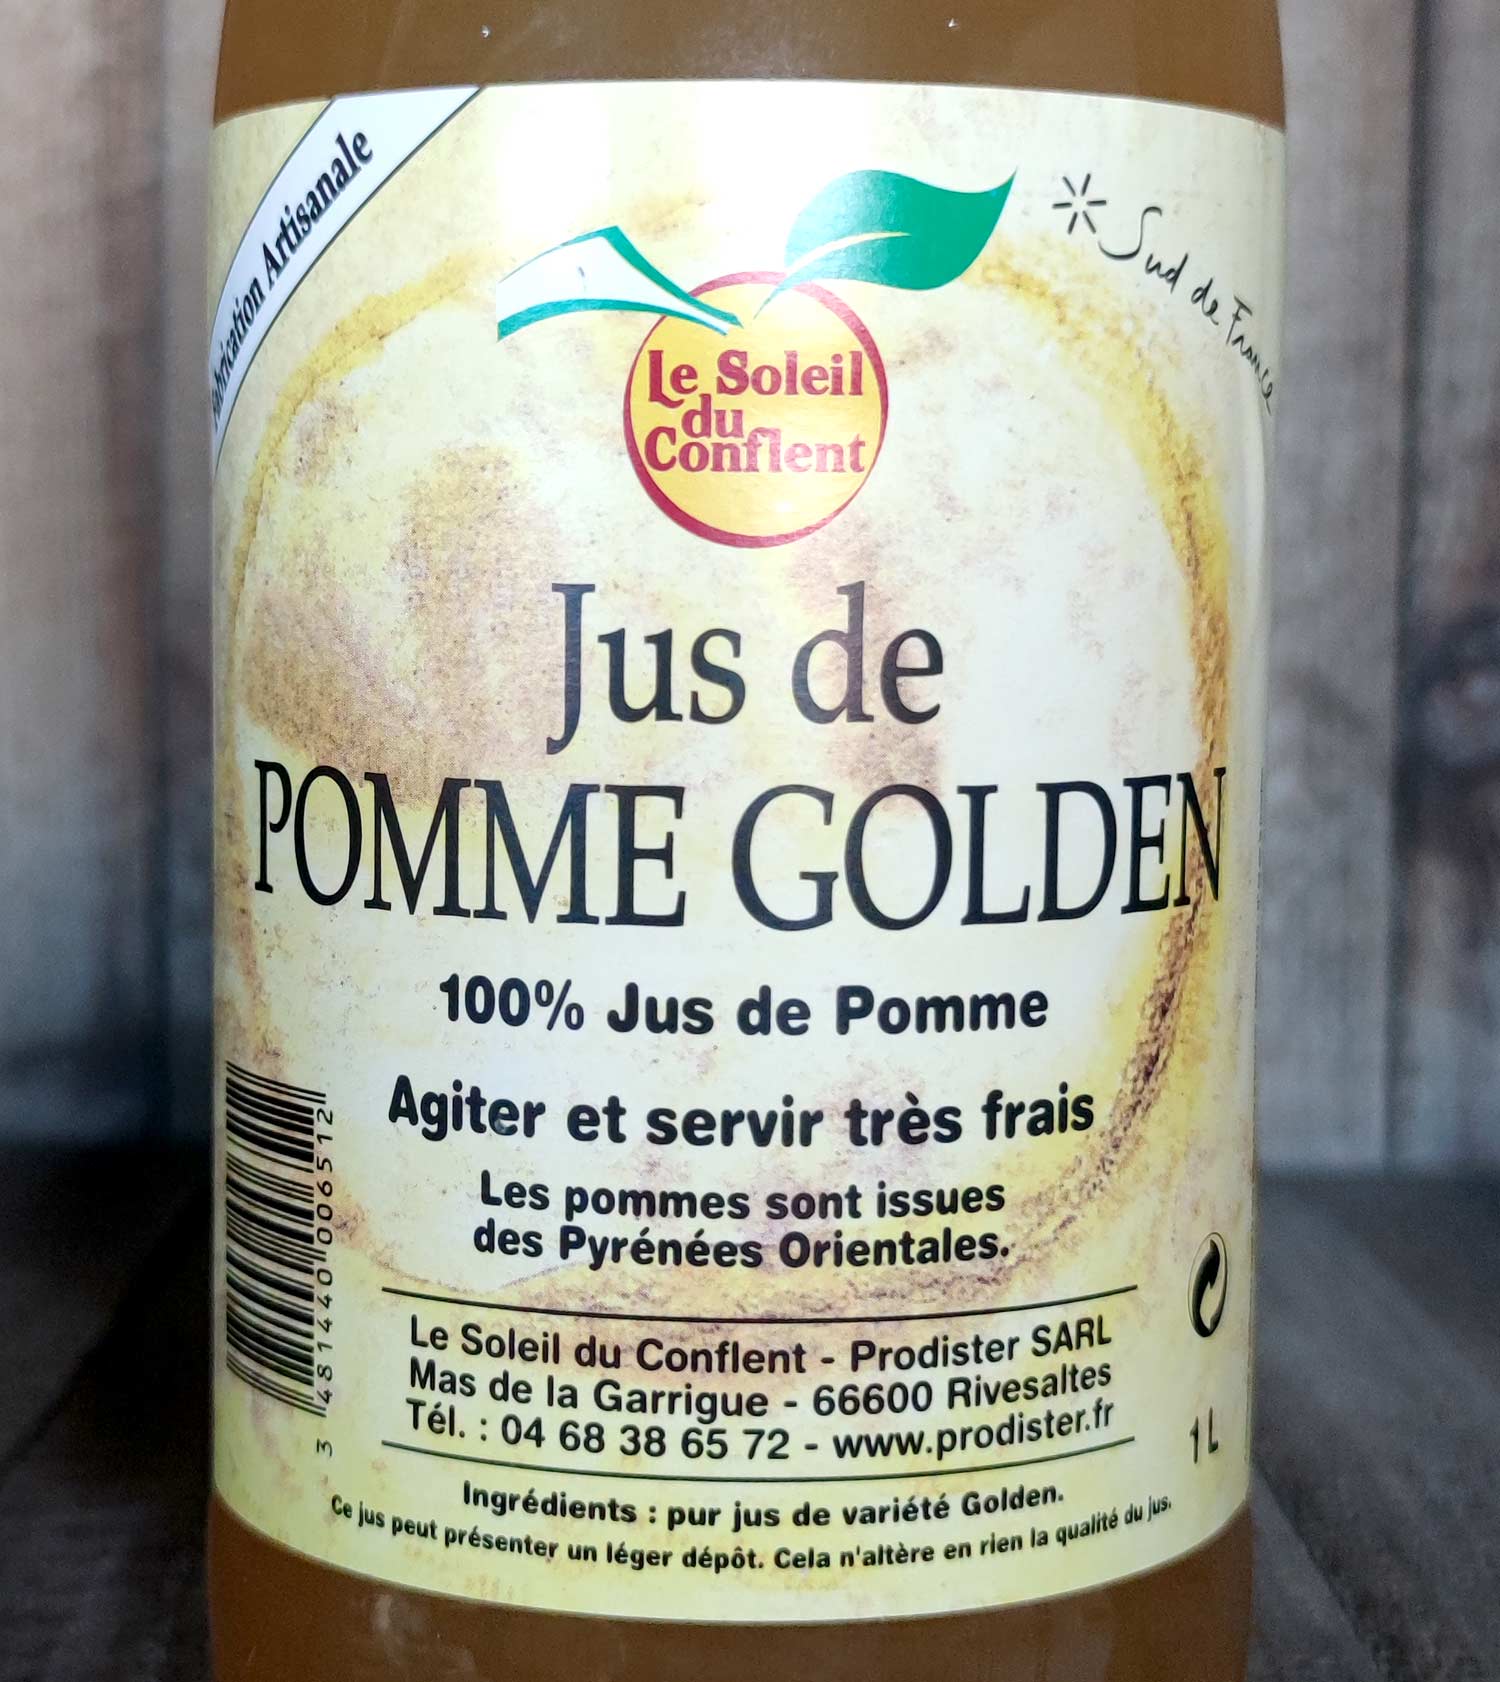 Fabrication Artisanale
Sud de France
Le Soleil
du
Conflent
Jus de
POMME GOLDEN
100% Jus de Pomme
Agiter et servir très frais
Les pommes sont issues
des Pyrénées Orientales.
Le Soleil du Conflent - Prodister SARL
Mas de la Garrigue - 66600 Rivesaltes
Tél. : 04 68 38 65 72 - www.prodister.fr
1 L
3 481440 006512
Ingrédients : pur jus de variété Golden.
Ce jus peut présenter un léger dépôt. Cela n'altère en rien la qualité du jus.